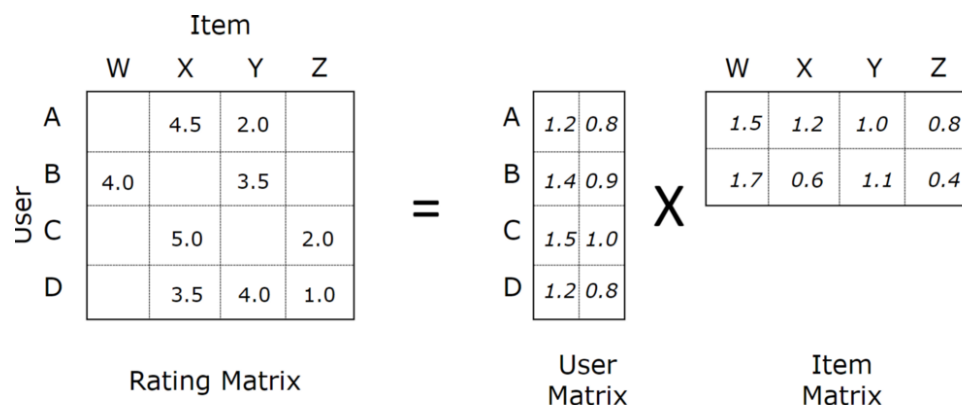 Item
W X Y Z
W X Y Z
A 4.5 2.0
A 1.2 0.8
1.5 1.2 1.0 0.8
B 4.0 3.5
B 1.4 0.9
1.7 0.6 1.1 0.4
User
=
X
C 5.0 2.0
C 1.5 1.0
D 3.5 4.0 1.0
D 1.2 0.8
Rating Matrix
User
Matrix
Item
Matrix